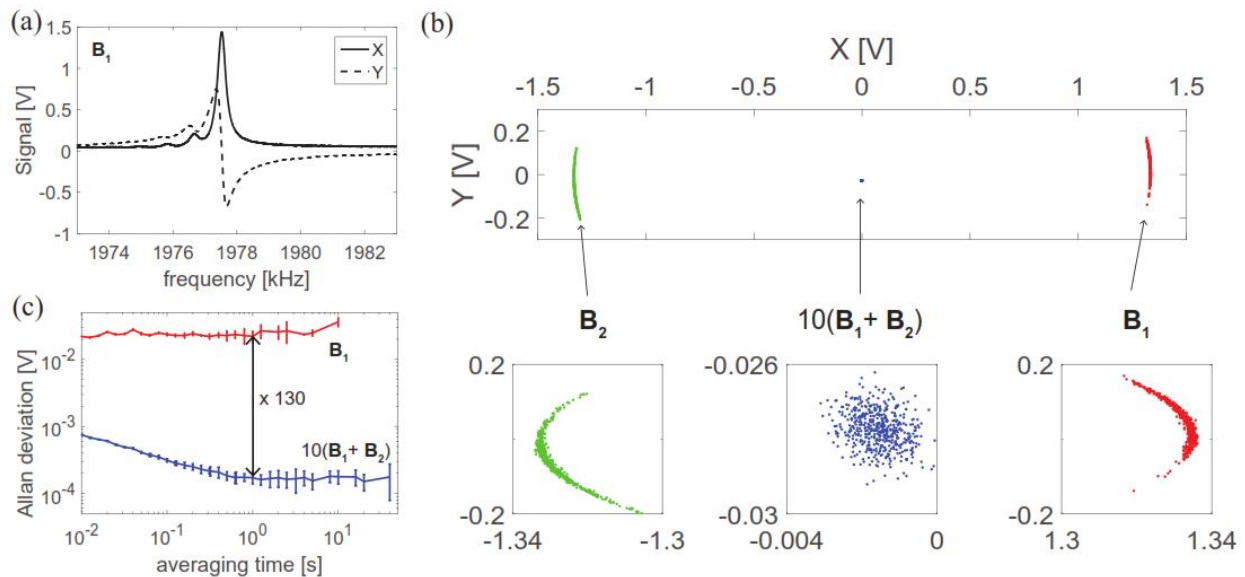 (a)
B1
X
Y
1.5
1
0.5
0
-0.5
-1
Signal [V]
1974 1976 1978 1980 1982
frequency [kHz]
(b)
X [V]
-1.5 -1 -0.5 0 0.5 1 1.5
0.2
0
-0.2
Y [V]
B2
10(B1+ B2)
B1
0.2
-0.2
-1.34 -1.3
-0.026
-0.03
-0.004 0
0.2
-0.2
1.3 1.34
(c)
10-2
10-3
10-4
Allan deviation [V]
B1
x 130
10(B1+ B2)
10-2 10-1 100 101
averaging time [s]